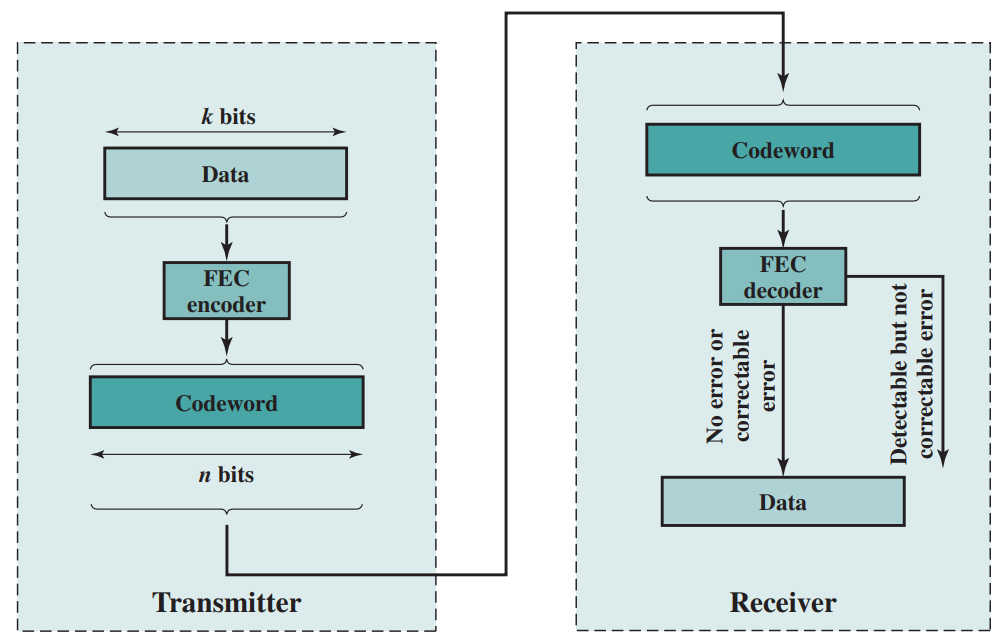 k bits
Data
FEC
encoder
Codeword
n bits
Transmitter
Codeword
FEC
decoder
No error or
correctable
error
Detectable but not
correctable error
Data
Receiver